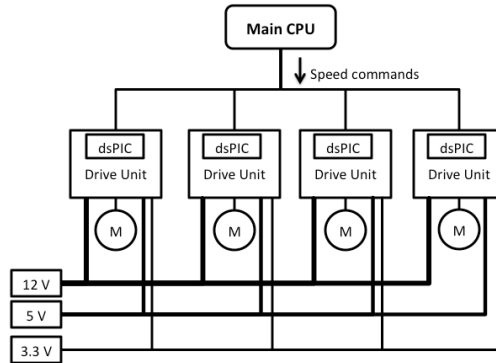 Main CPU
Speed commands
dsPIC dsPIC dsPIC dsPIC
Drive Unit Drive Unit Drive Unit Drive Unit
M M M M
12 V
5 V
3.3 V